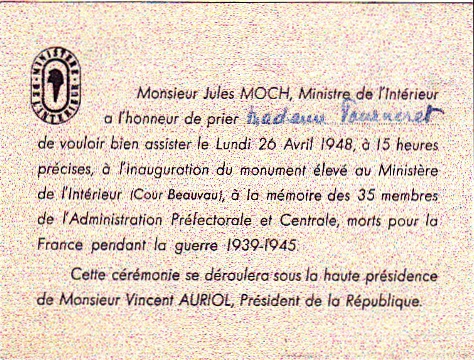 MINISTÈRE DE L'INTÉRIEUR
Monsieur Jules MOCH, Ministre de l'Intérieur
a l'honneur de prier Madame Pourneret
de vouloir bien assister le Lundi 26 Avril 1948, à 15 heures
précises, à l'inauguration du monument élevé au Ministère
de l'Intérieur (Cour Beauvau), à la mémoire des 35 membres
de l'Administration Préfectorale et Centrale, morts pour la
France pendant la guerre 1939-1945
Cette cérémonie se déroulera sous la haute présidence
de Monsieur Vincent AURIOL, Président de la République.